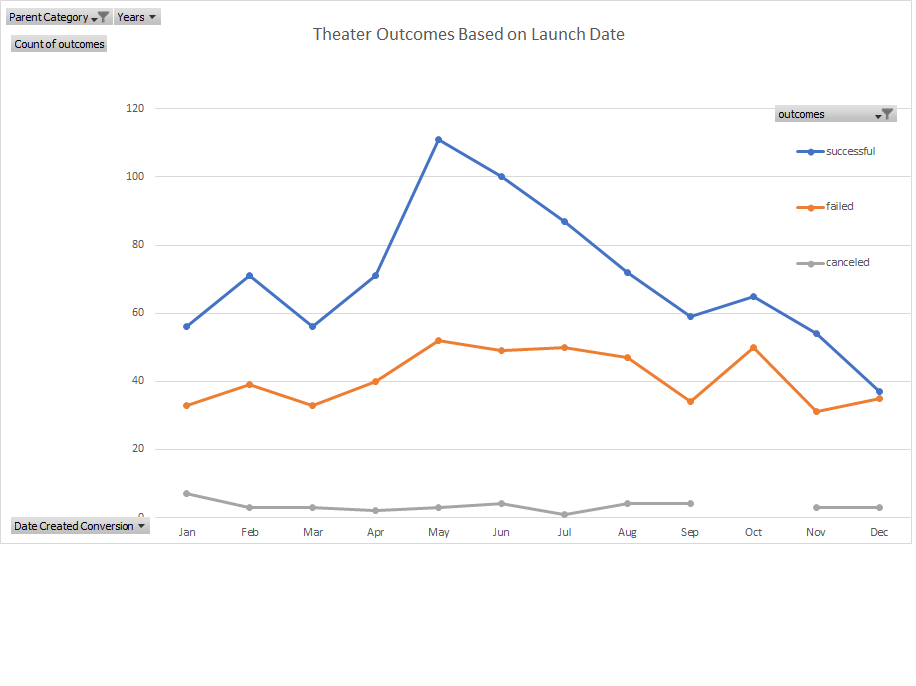 Parent Category Years
Count of outcomes
Theater Outcomes Based on Launch Date
outcomes
successful
failed
canceled
120
100
80
60
40
20
0
Date Created Conversion
Jan Feb Mar Apr May Jun Jul Aug Sep Oct Nov Dec